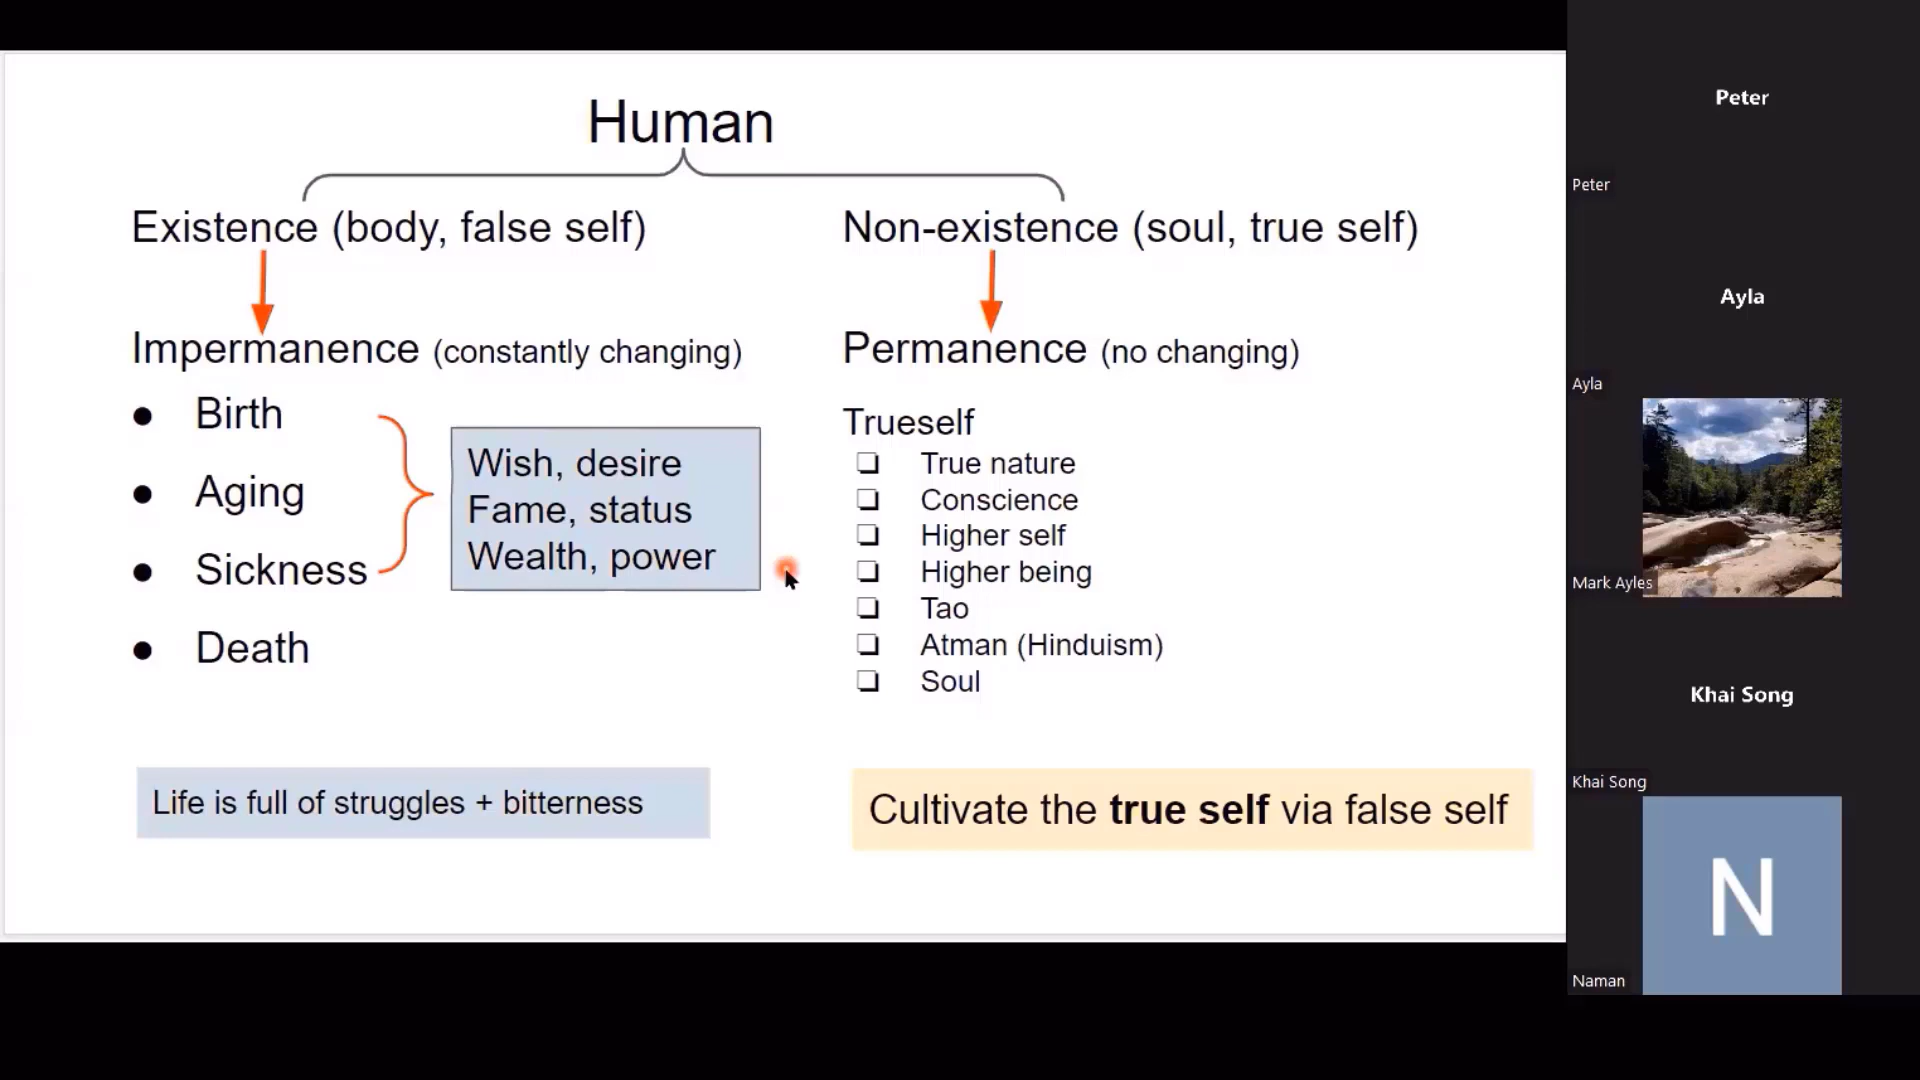 Human
Existence (body, false self)
Non-existence (soul, true self)
Impermanence (constantly changing)
Permanence (no changing)
● Birth
● Aging
● Sickness
● Death
Wish, desire
Fame, status
Wealth, power
Trueself
❏ True nature
❏ Conscience
❏ Higher self
❏ Higher being
❏ Tao
❏ Atman (Hinduism)
❏ Soul
Life is full of struggles + bitterness
Cultivate the true self via false self
Peter
Peter
Ayla
Ayla
Mark Ayles
Khai Song
Khai Song
N
Naman